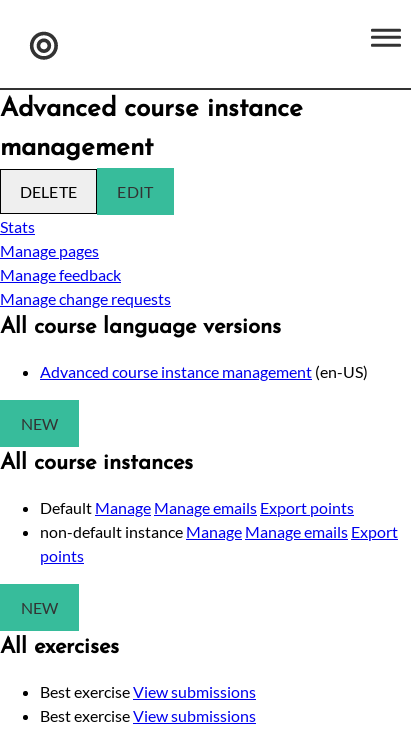 Advanced course instance
management
DELETE EDIT
Stats
Manage pages
Manage feedback
Manage change requests
All course language versions
Advanced course instance management (en-US)
NEW
All course instances
Default Manage Manage emails Export points
non-default instance Manage Manage emails Export
points
NEW
All exercises
Best exercise View submissions
Best exercise View submissions